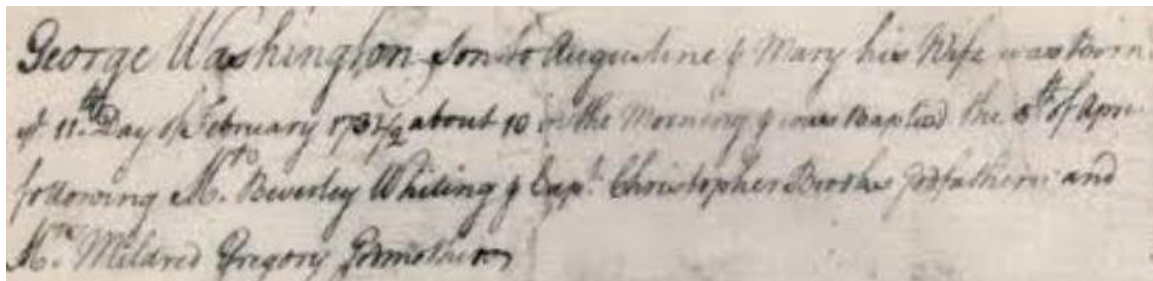 George Washington Son to Augustine & Mary his Wife was Born
yᵉ 11th Day of February 1731/2 about 10 in the Morning & was Baptized the 5th of April
following Mr. Beverley Whiting & Capt. Christopher Brooks Godfathers and
Mrs. Mildred Gregory Godmother